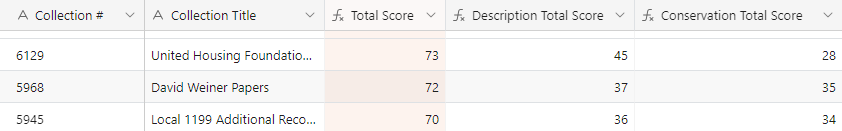 Collection # Collection Title Total Score Description Total Score Conservation Total Score
6129 United Housing Foundatio... 73 45 28
5968 David Weiner Papers 72 37 35
5945 Local 1199 Additional Reco... 70 36 34